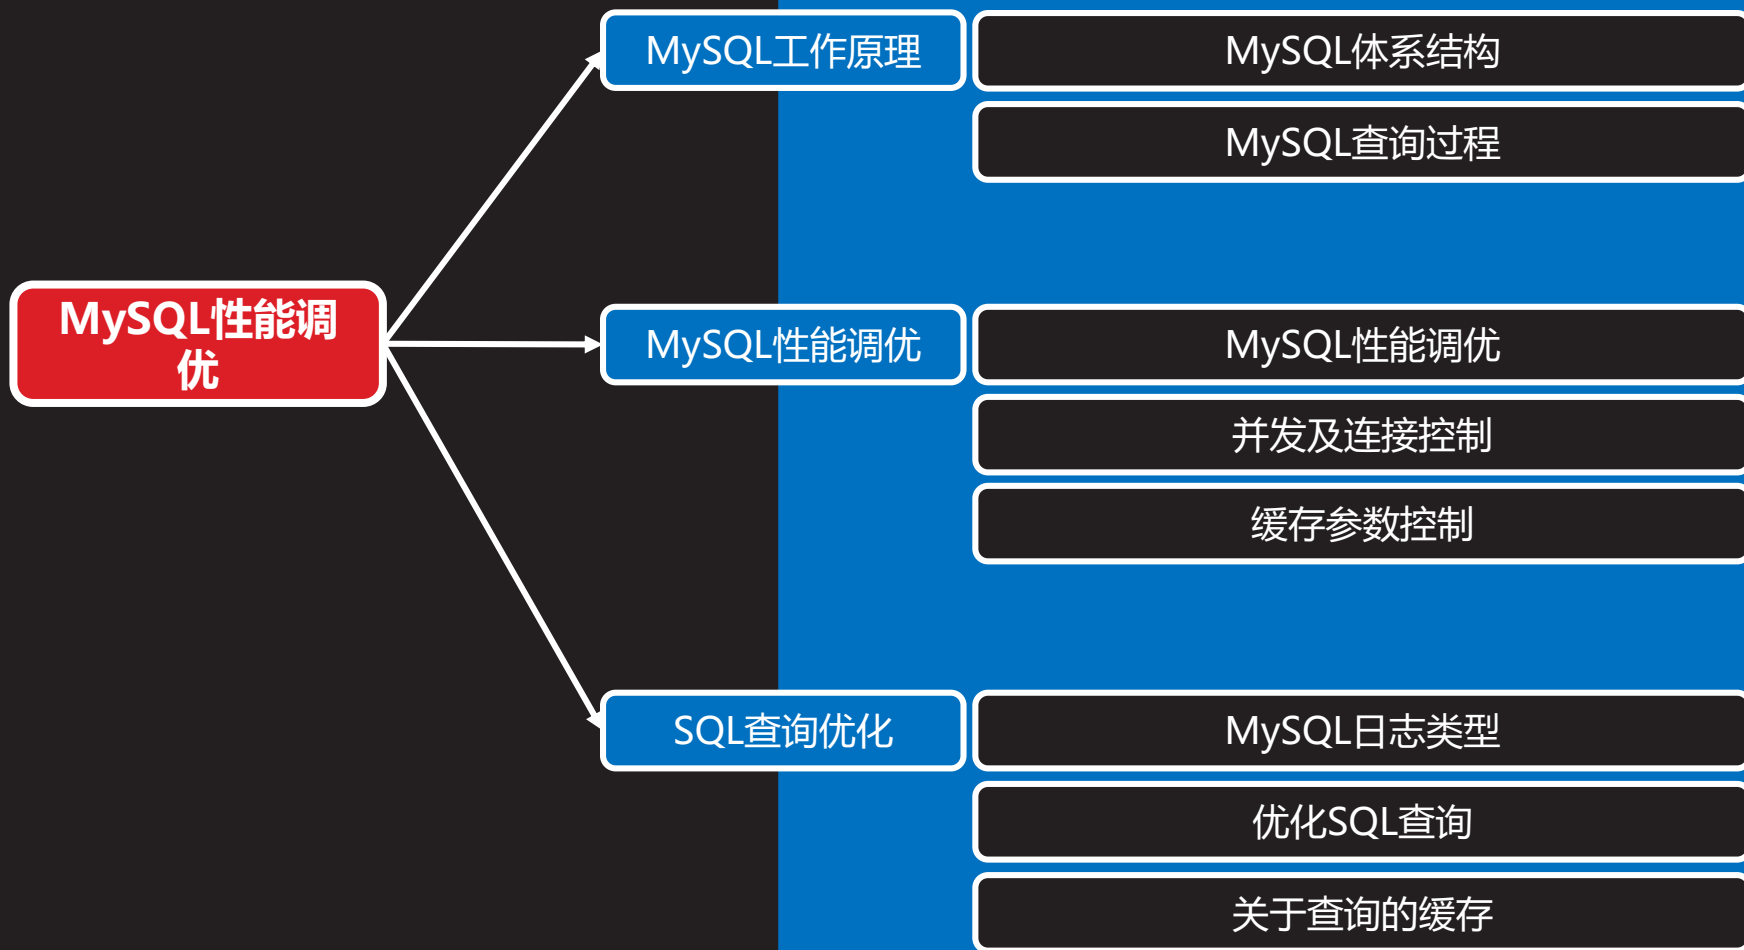 MySQL性能调
优
MySQL工作原理
MySQL体系结构
MySQL查询过程
MySQL性能调优
MySQL性能调优
并发及连接控制
缓存参数控制
SQL查询优化
MySQL日志类型
优化SQL查询
关于查询的缓存